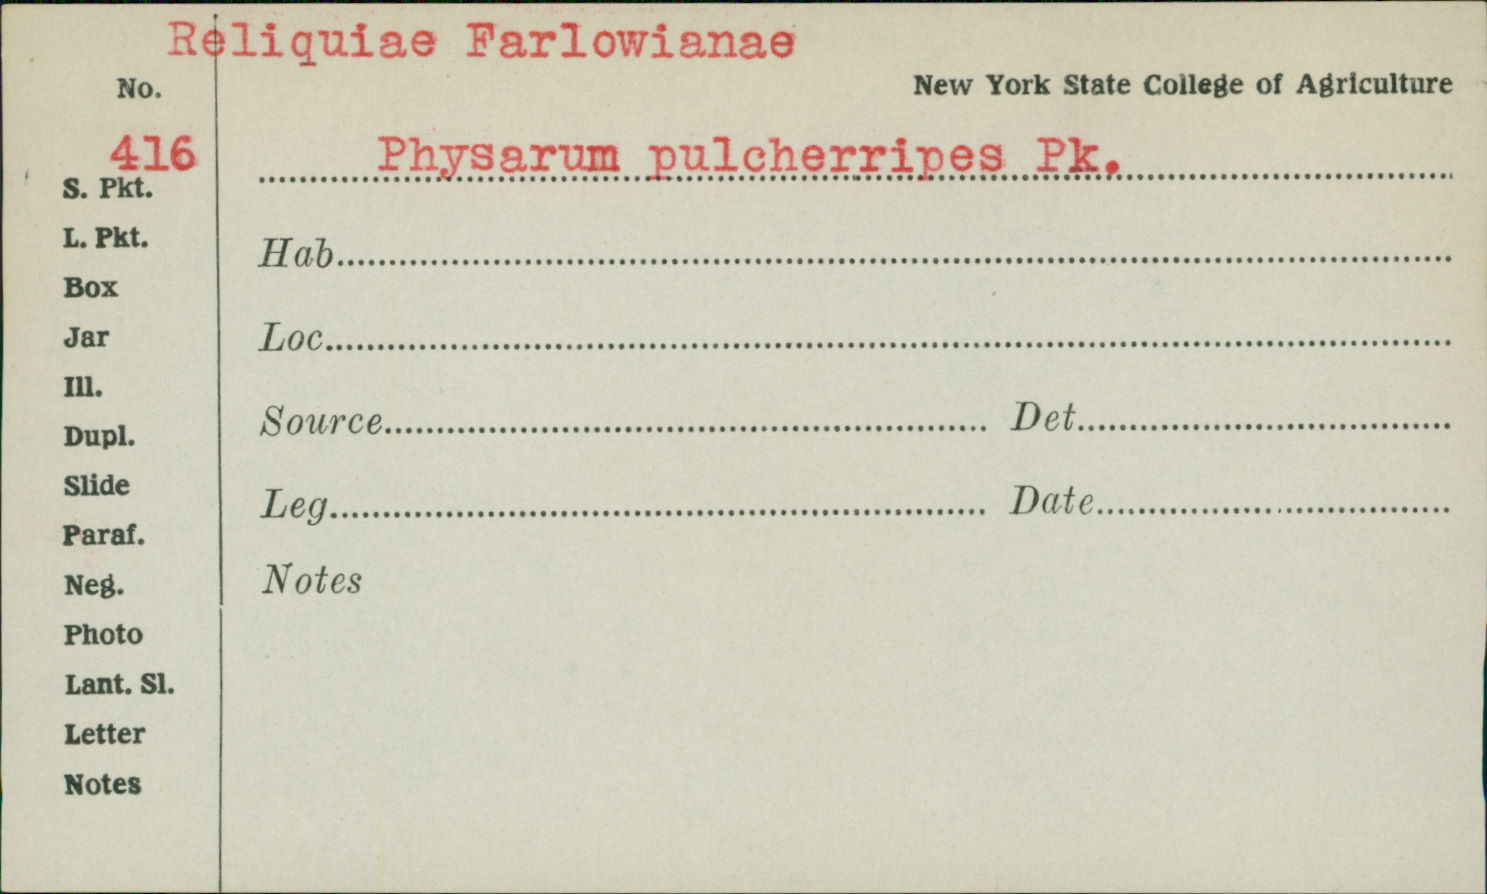 Reliquiae Farlowianae
No.
New York State College of Agriculture
416
Physarum pulcherripes Pk.
S. Pkt.
L. Pkt.
Hab
Box
Jar
Loc
Ill.
Dupl.
Source
Det
Slide
Leg
Date
Paraf.
Neg.
Notes
Photo
Lant. Sl.
Letter
Notes